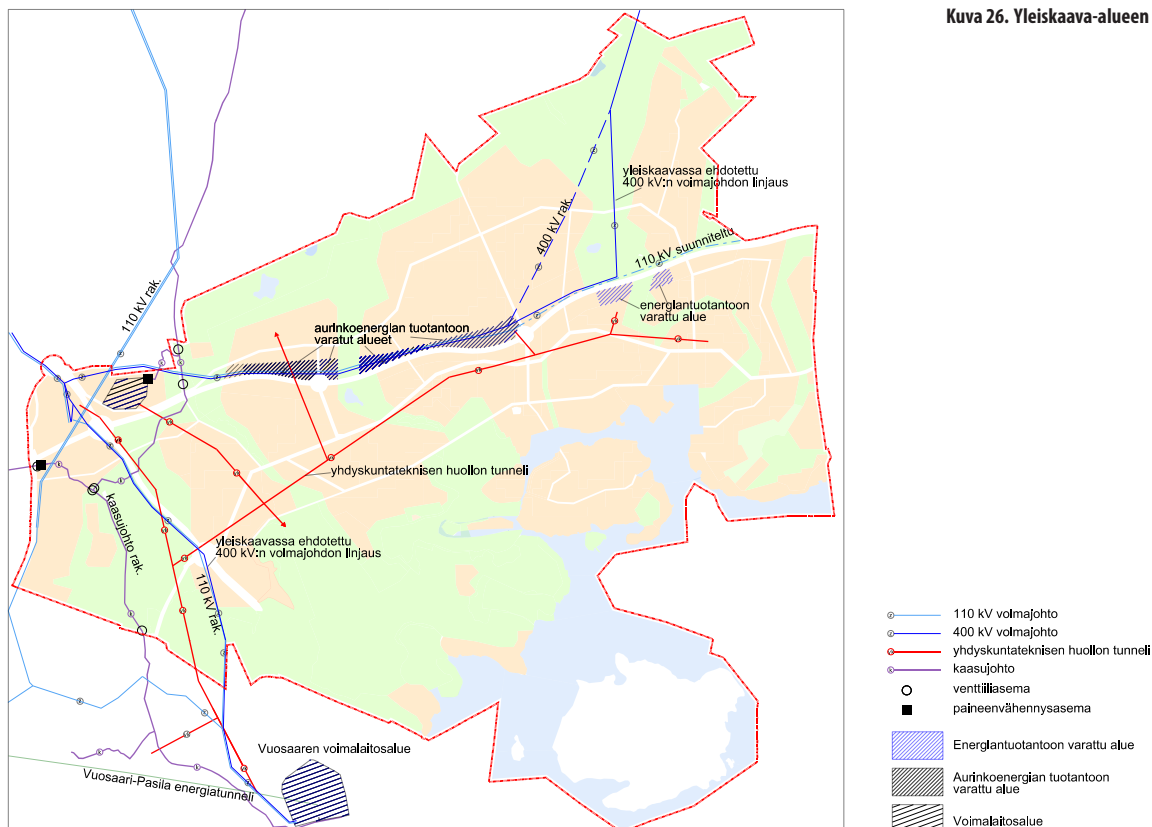 Kuva 26. Yleiskaava-alueen
yleiskaavassa ehdotettu
400 kV:n voimajohdon linjaus
400 kV rak.
110 kV suunniteltu.
110 kV rak.
energiantuotantoon
varattu alue
aurinkoenergian tuotantoon
varatut alueet
yhdyskuntateknisen huollon tunneli
kaasujohto rak.
yleiskaavassa ehdotettu
400 kV:n voimajohdon linjaus
110 kV rak.
Vuosaaren voimalaitosalue
Vuosaari-Pasila energiatunneli
110 kV voimajohto
400 kV voimajohto
yhdyskuntateknisen huollon tunneli
kaasujohto
venttiiliasema
paineenvähennysasema
Energiantuotantoon varattu alue
Aurinkoenergian tuotantoon
varattu alue
Voimalaitosalue